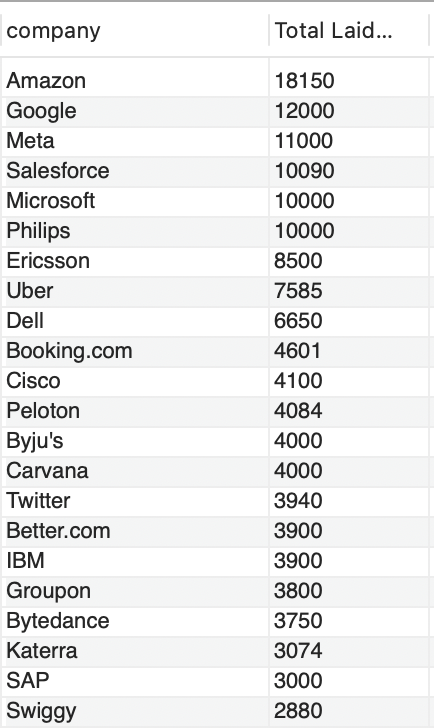 company Total Laid...
Amazon 18150
Google 12000
Meta 11000
Salesforce 10090
Microsoft 10000
Philips 10000
Ericsson 8500
Uber 7585
Dell 6650
Booking.com 4601
Cisco 4100
Peloton 4084
Byju's 4000
Carvana 4000
Twitter 3940
Better.com 3900
IBM 3900
Groupon 3800
Bytedance 3750
Katerra 3074
SAP 3000
Swiggy 2880